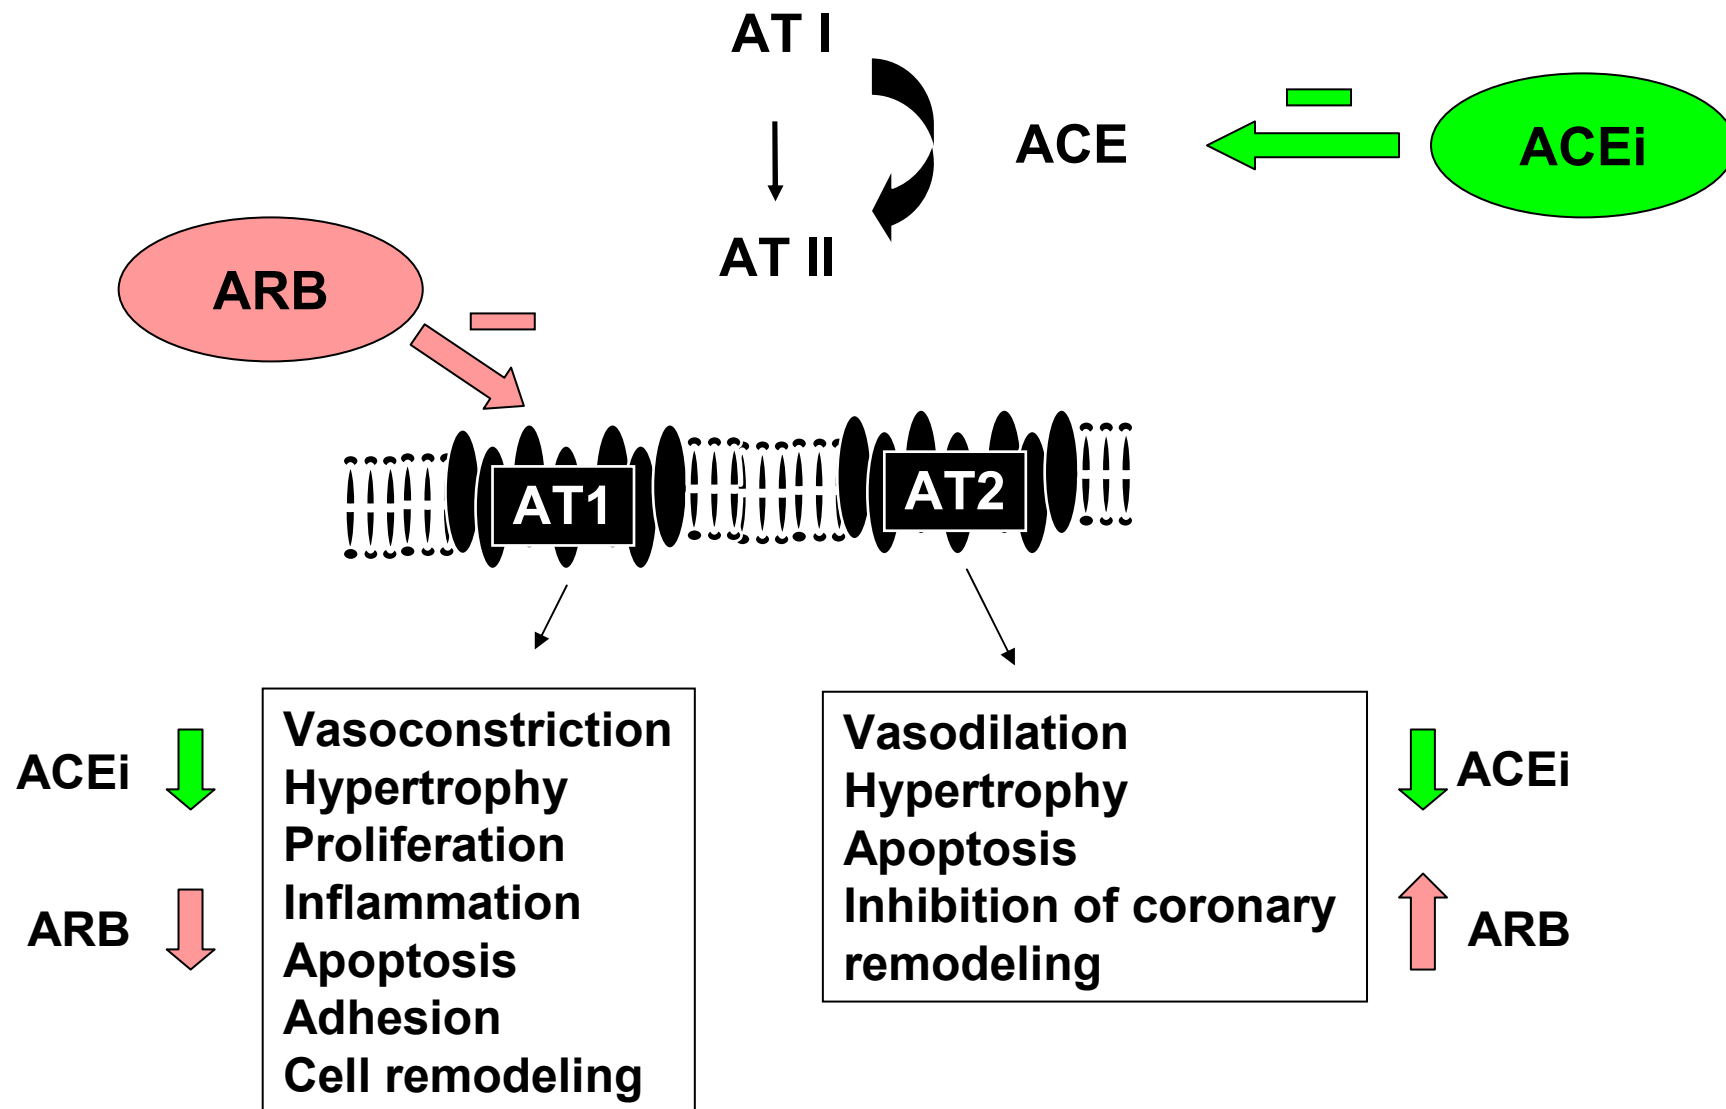 AT I
ACE
ACEi
AT II
ARB
AT1
AT2
ACEi
ARB
Vasoconstriction
Hypertrophy
Proliferation
Inflammation
Apoptosis
Adhesion
Cell remodeling
Vasodilation
Hypertrophy
Apoptosis
Inhibition of coronary
remodeling
ACEi
ARB